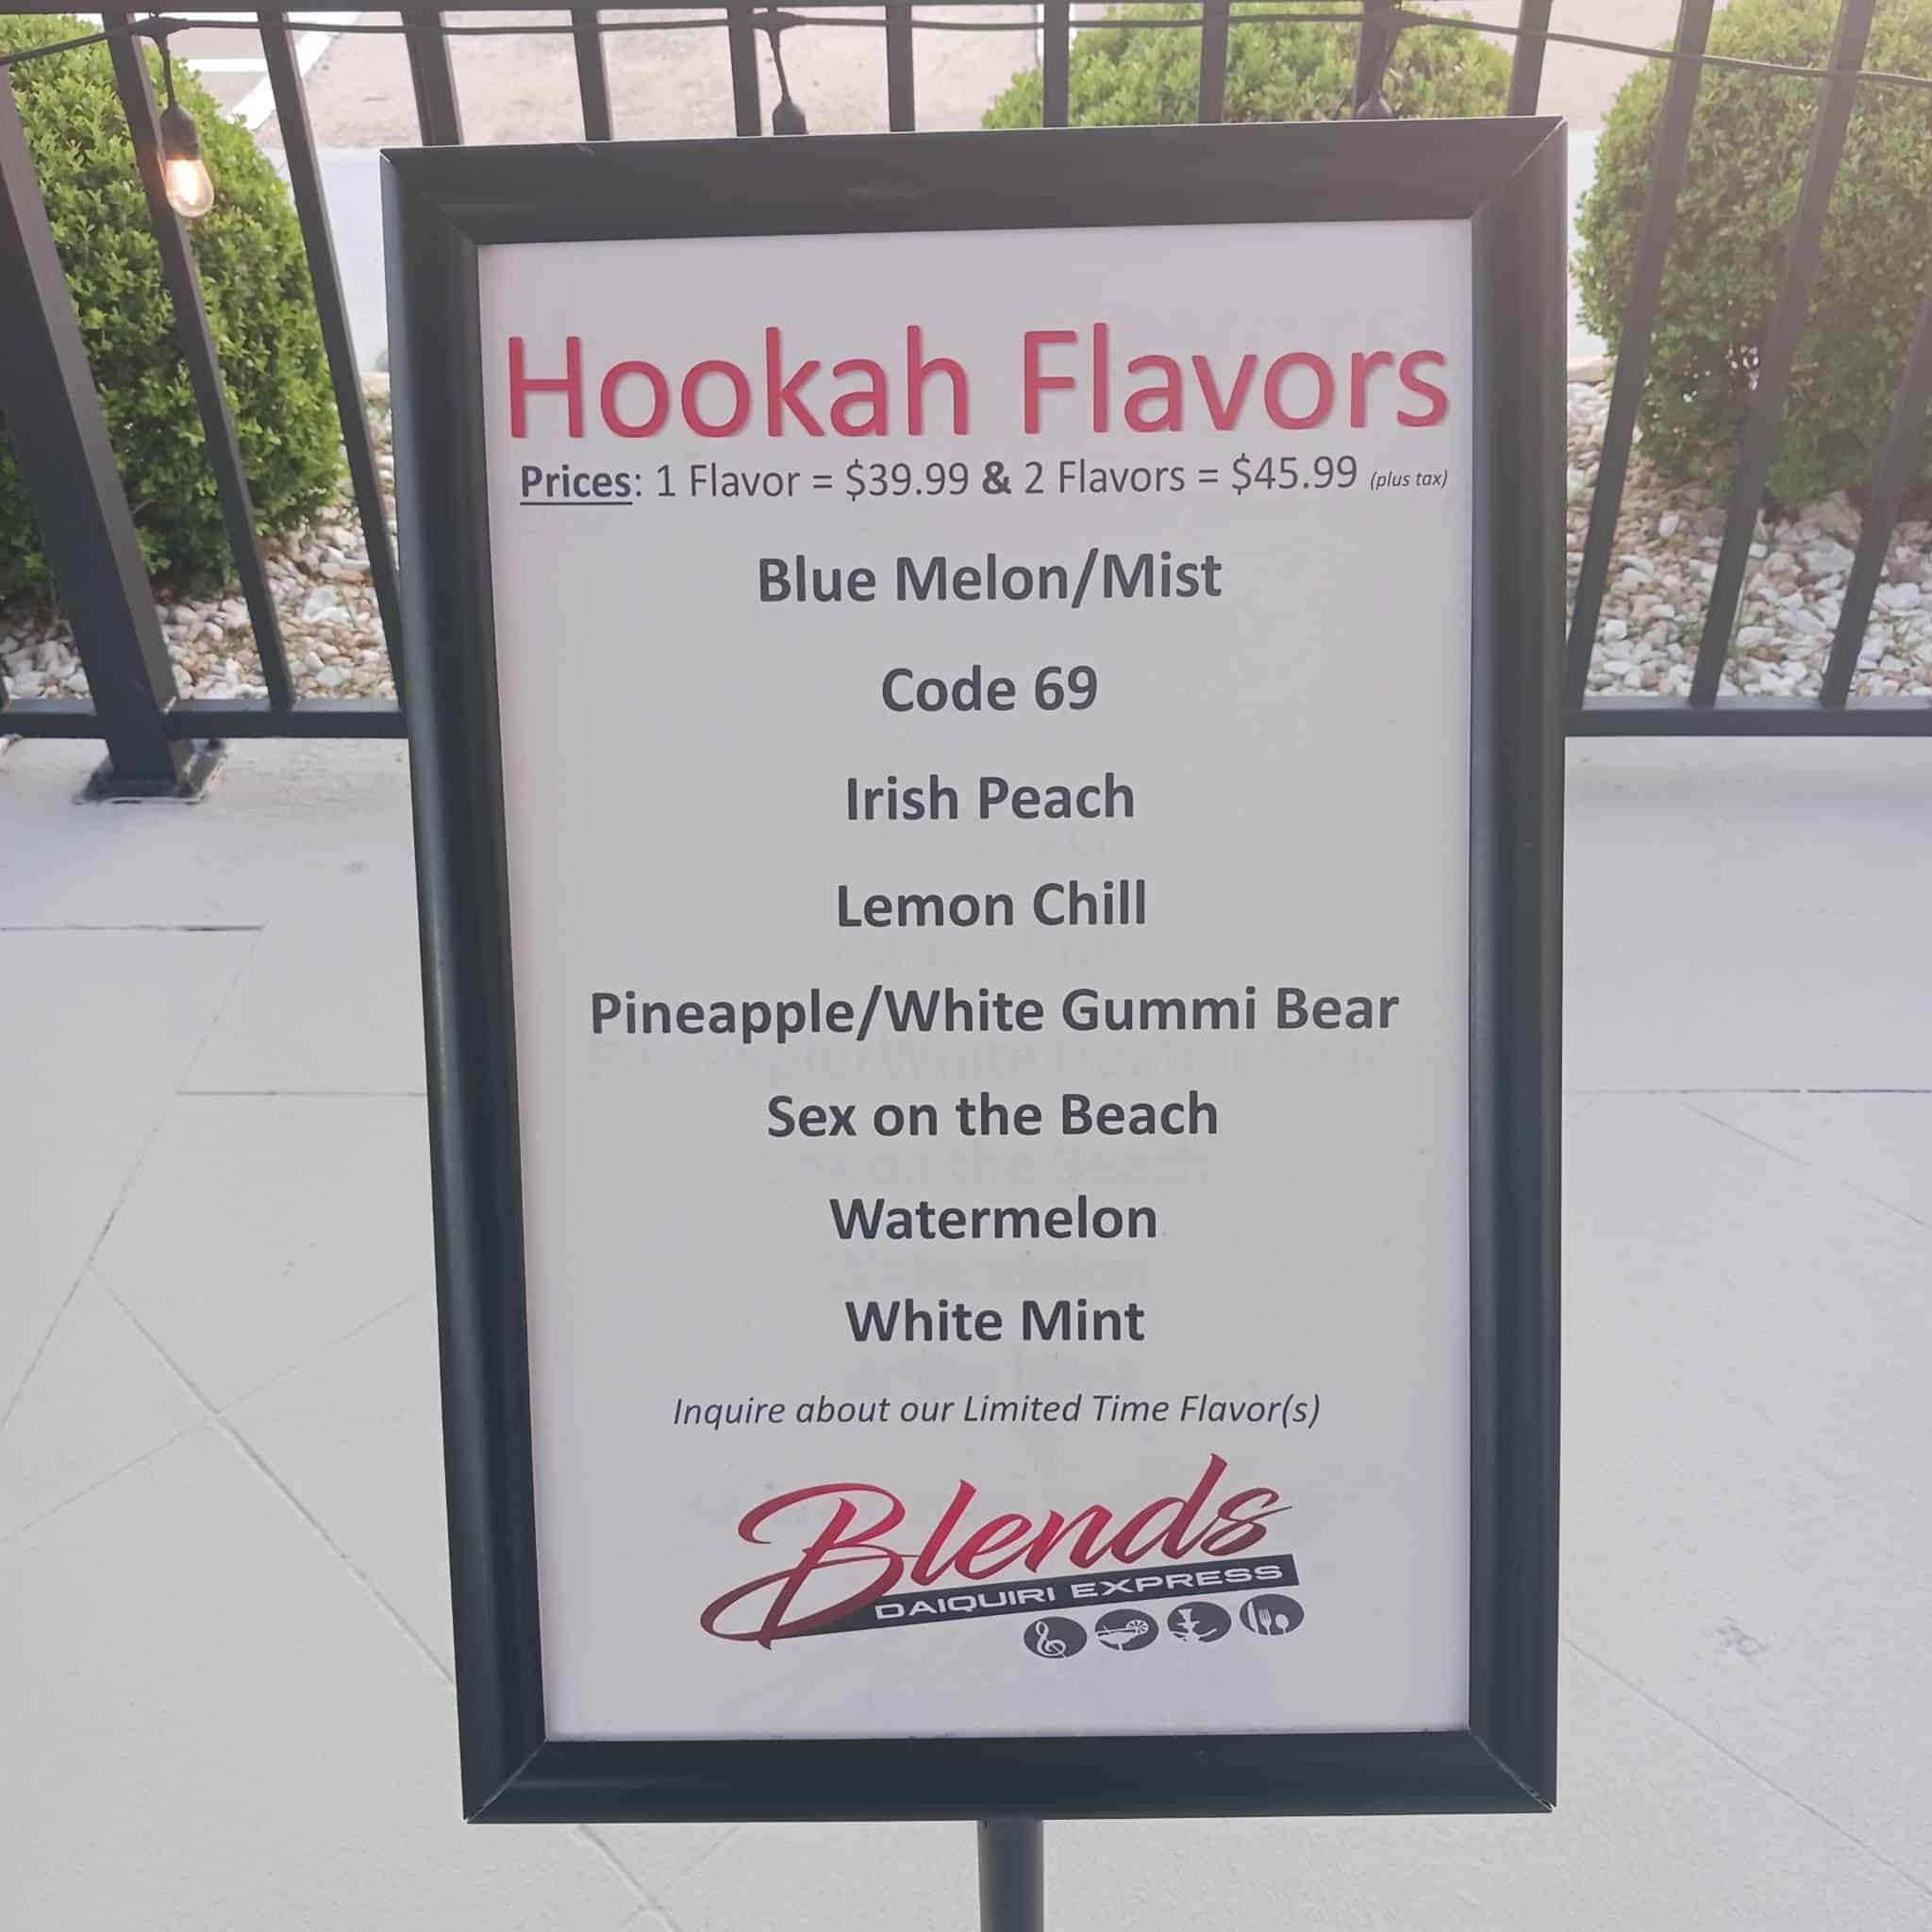 Hookah Flavors
Prices: 1 Flavor = $39.99 & 2 Flavors = $45.99 (plus tax)
Blue Melon/Mist
Code 69
Irish Peach
Lemon Chill
Pineapple/White Gummi Bear
Sex on the Beach
Watermelon
White Mint
Inquire about our Limited Time Flavor(s)
Blends
DAIQUIRI EXPRESS